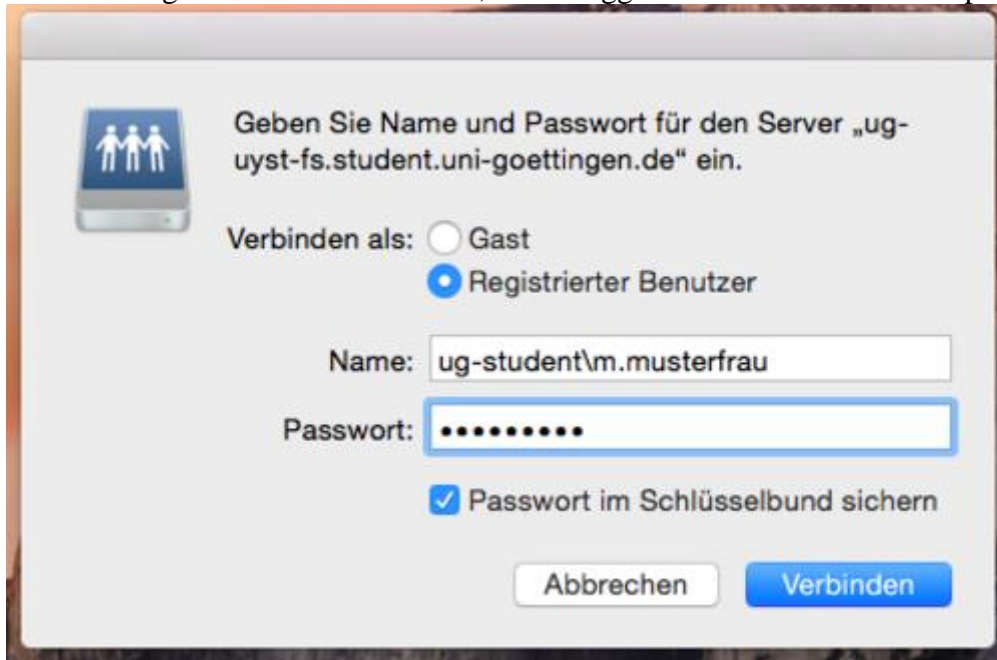 Geben Sie Name und Passwort für den Server „ug-
uyst-fs.student.uni-goettingen.de“ ein.
Verbinden als:
Gast
Registrierter Benutzer
Name: ug-student\m.musterfrau
Passwort: •••••••••
Passwort im Schlüsselbund sichern
Abbrechen Verbinden